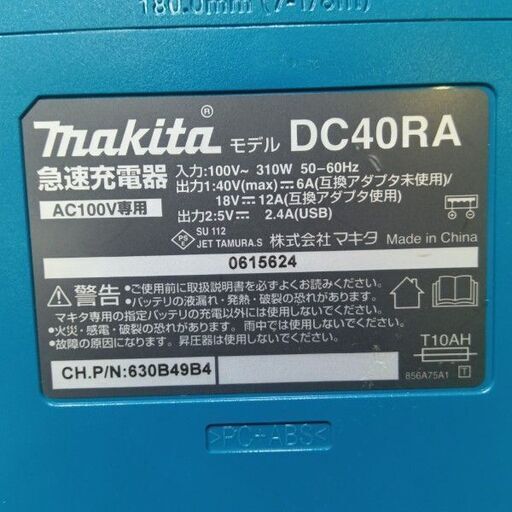 180.0mm (7-1/8in)
makita® モデル DC40RA
急速充電器
AC100V専用
入力:100V~ 310W 50-60Hz
出力1:40V(max)⎓6A(互換アダプタ未使用)/
18V⎓12A(互換アダプタ使用)
出力2:5V⎓ 2.4A(USB)
PS E
SU 112
JET TAMURA.S 株式会社マキタ Made in China
0615624
警告
●ご使用前に取扱説明書を必ずよくお読みください。
●バッテリの液漏れ・発熱・破裂の恐れがあります。
マキタ専用の指定バッテリの充電以外には使用しないでください。
●火災・感電・破裂の恐れあり。雨中では使用しないでください。
●故障の原因になります。昇圧器は使用しないでください。
T10AH
CH.P/N:630B49B4
856A75A1 T
>PC-ABS<